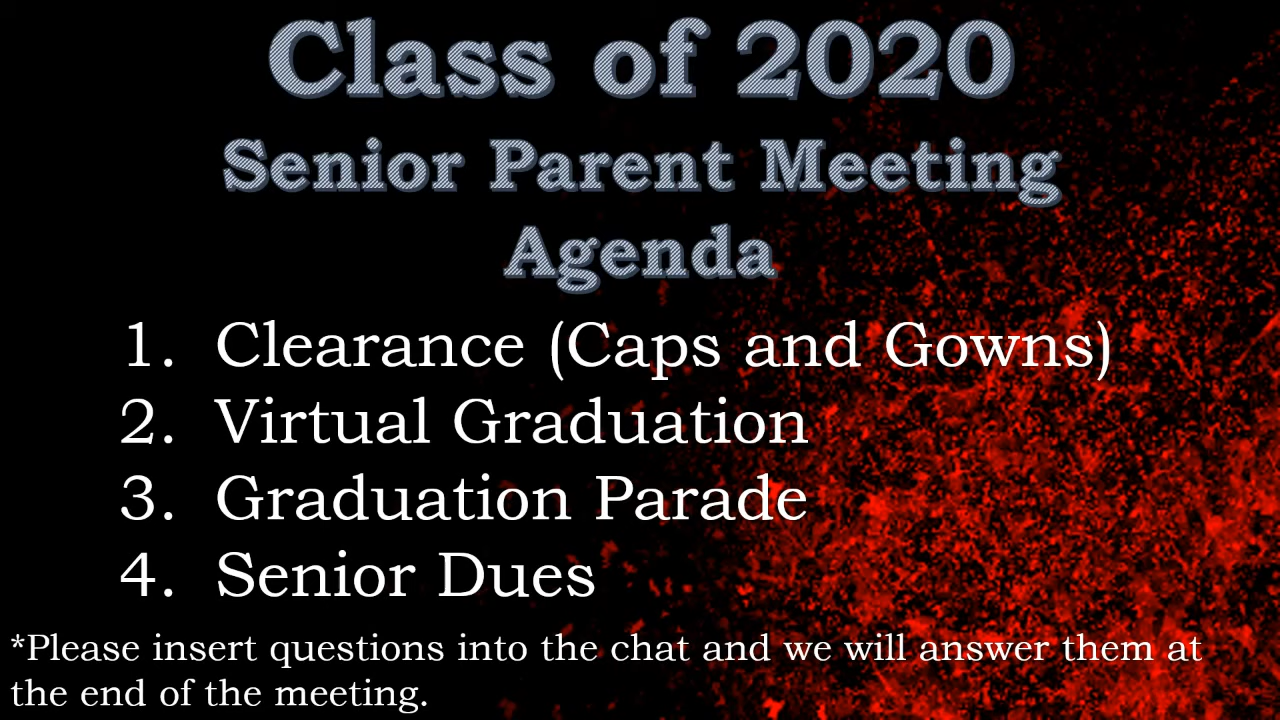 Class of 2020
Senior Parent Meeting
Agenda
1. Clearance (Caps and Gowns)
2. Virtual Graduation
3. Graduation Parade
4. Senior Dues
*Please insert questions into the chat and we will answer them at
the end of the meeting.